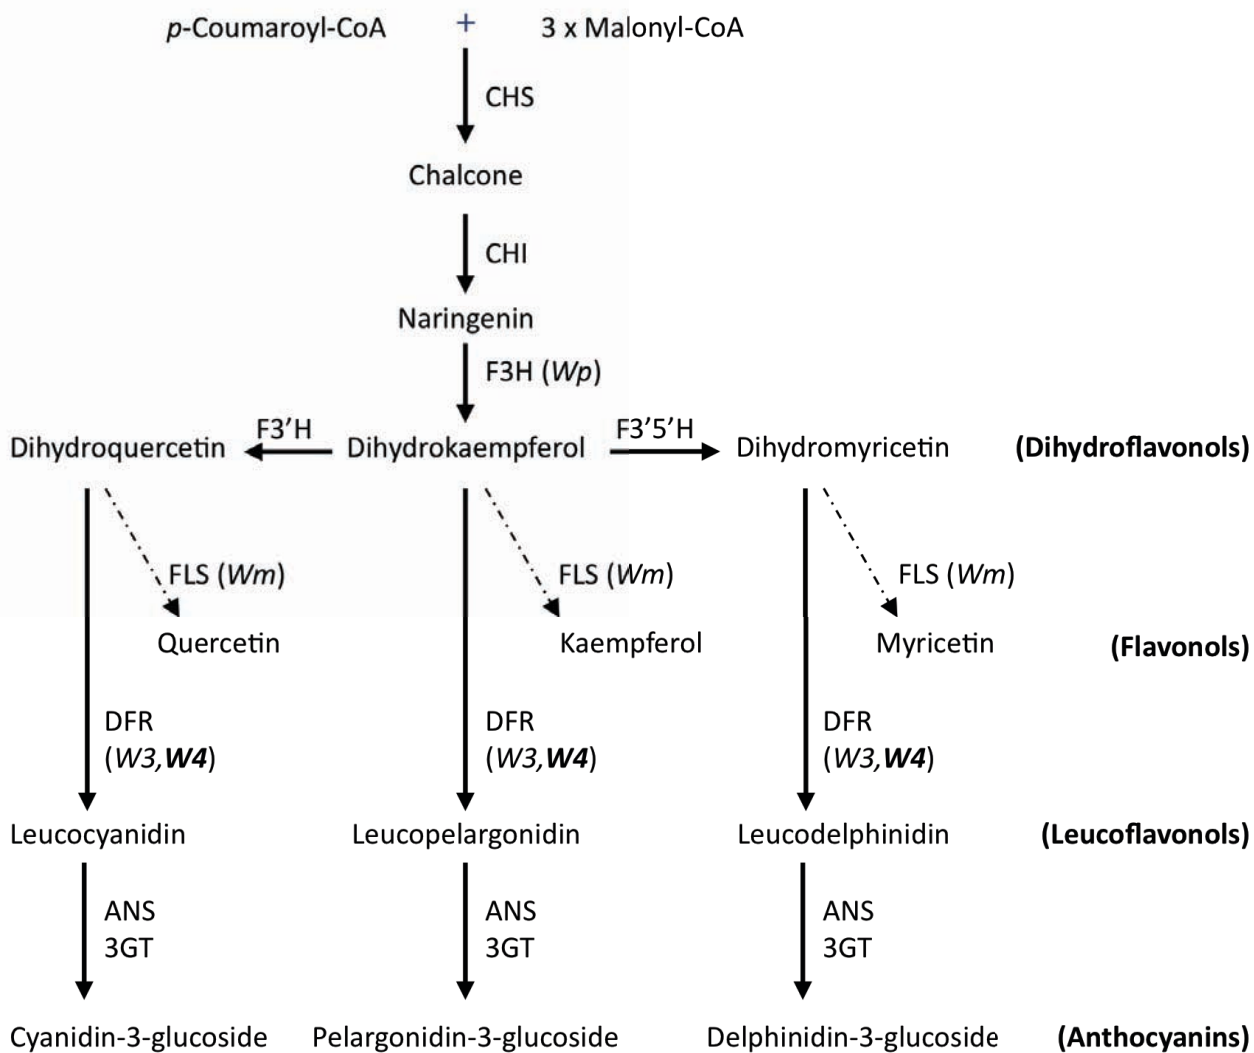 p-Coumaroyl-CoA + 3 x Malonyl-CoA
CHS
Chalcone
CHI
Naringenin
F3H (Wp)
Dihydroquercetin F3’H Dihydrokaempferol F3’5’H Dihydromyricetin (Dihydroflavonols)
FLS (Wm) FLS (Wm) FLS (Wm)
Quercetin Kaempferol Myricetin (Flavonols)
DFR DFR DFR
(W3,W4) (W3,W4) (W3,W4)
Leucocyanidin Leucopelargonidin Leucodelphinidin (Leucoflavonols)
ANS ANS ANS
3GT 3GT 3GT
Cyanidin-3-glucoside Pelargonidin-3-glucoside Delphinidin-3-glucoside (Anthocyanins)